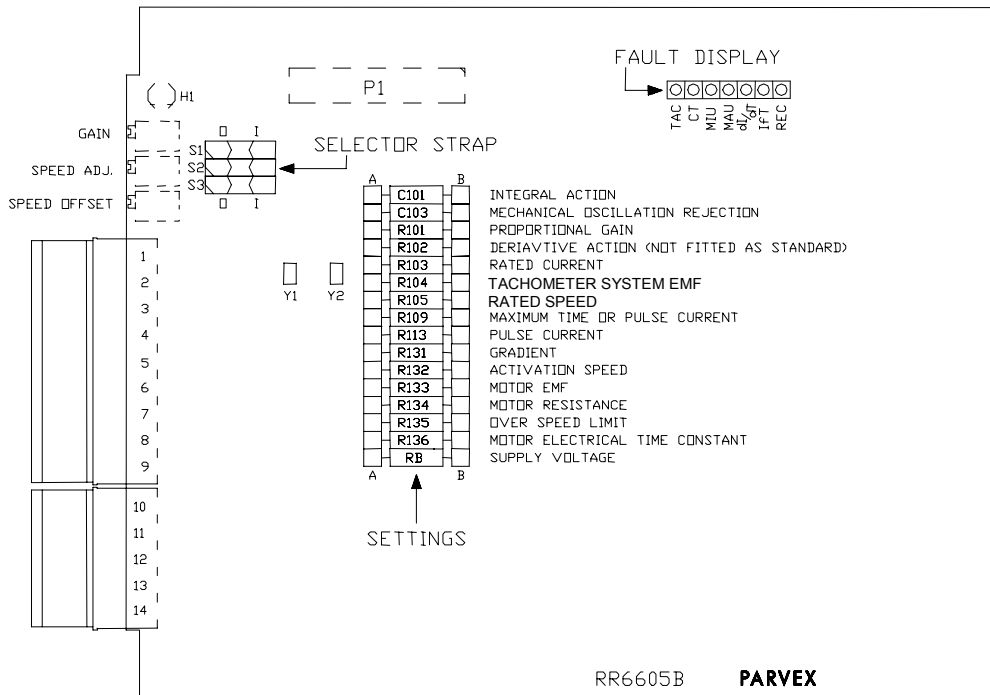 FAULT DISPLAY
P1
H1
TAC
CT
MIU
MAU
dI/dT
IfT
REC
GAIN
SPEED ADJ.
SPEED OFFSET
O I
S1
S2
S3
O I
SELECTOR STRAP
A B
C101 INTEGRAL ACTION
C103 MECHANICAL OSCILLATION REJECTION
R101 PROPORTIONAL GAIN
R102 DERIAVTIVE ACTION (NOT FITTED AS STANDARD)
R103 RATED CURRENT
R104 TACHOMETER SYSTEM EMF
R105 RATED SPEED
R109 MAXIMUM TIME OR PULSE CURRENT
R113 PULSE CURRENT
R131 GRADIENT
R132 ACTIVATION SPEED
R133 MOTOR EMF
R134 MOTOR RESISTANCE
R135 OVER SPEED LIMIT
R136 MOTOR ELECTRICAL TIME CONSTANT
RB SUPPLY VOLTAGE
A B
SETTINGS
Y1 Y2
1
2
3
4
5
6
7
8
9
10
11
12
13
14
RR6605B PARVEX